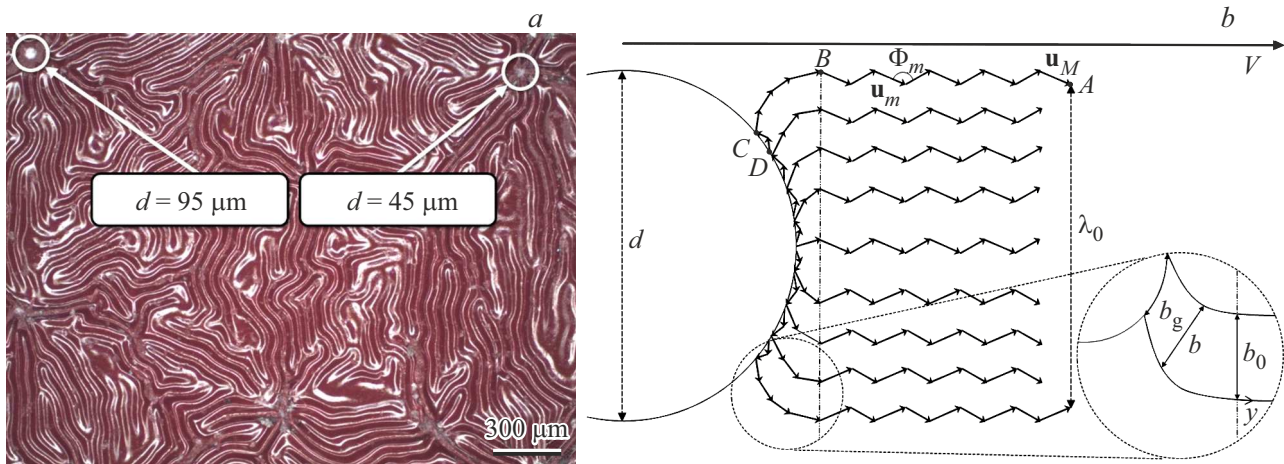 a
d = 95 μm
d = 45 μm
300 μm
b
V
B
Φm
uM
A
um
C
D
d
λ0
bg
b
b0
y